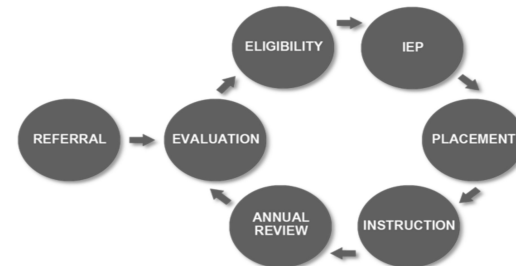 ELIGIBILITY
IEP
REFERRAL
EVALUATION
PLACEMENT
ANNUAL
REVIEW
INSTRUCTION